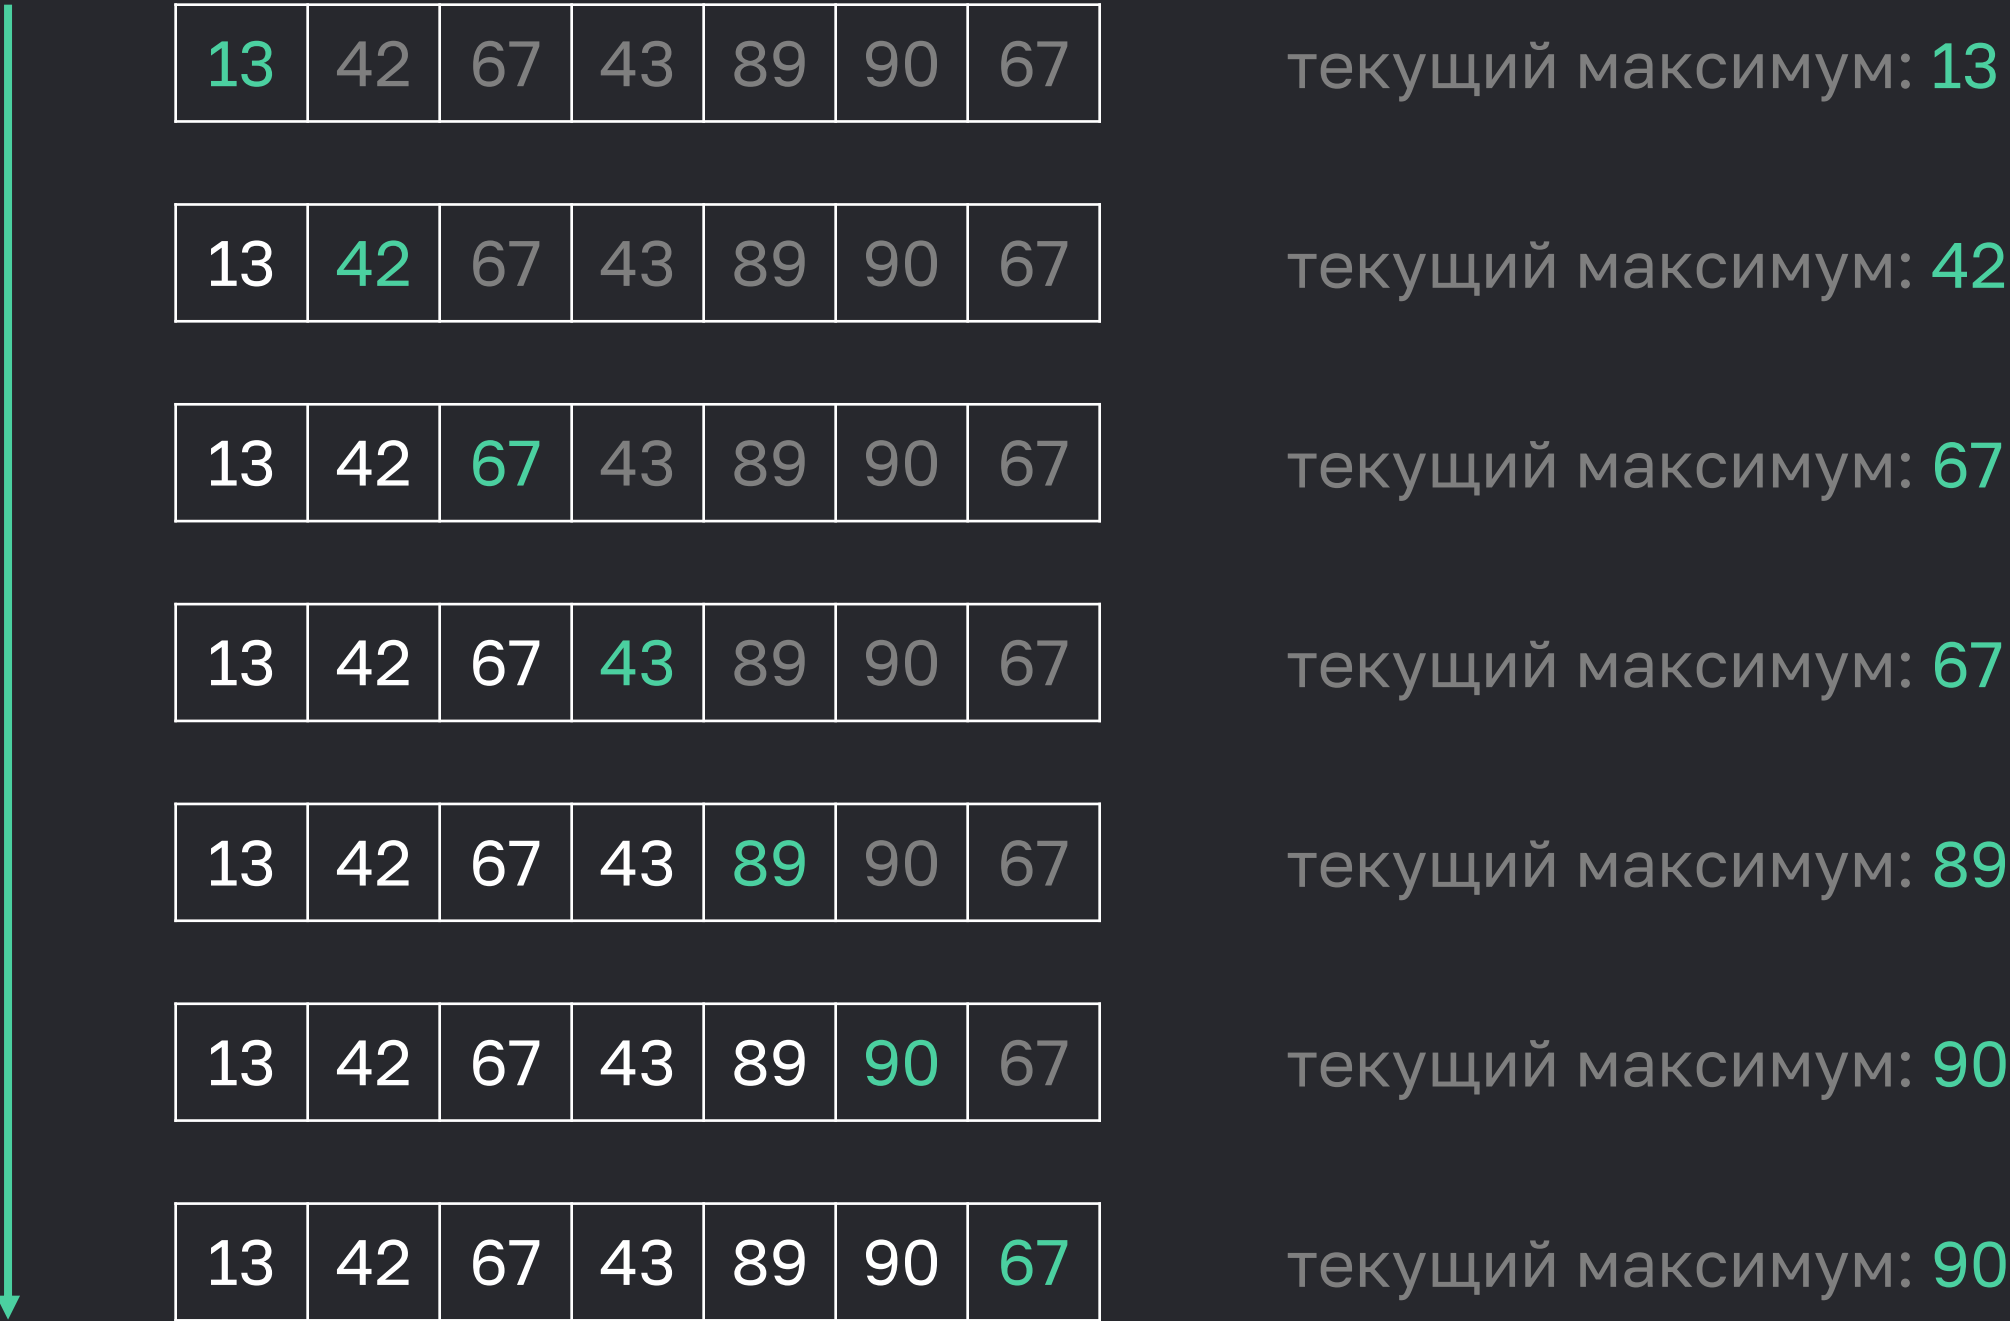 13 42 67 43 89 90 67 текущий максимум: 13
13 42 67 43 89 90 67 текущий максимум: 42
13 42 67 43 89 90 67 текущий максимум: 67
13 42 67 43 89 90 67 текущий максимум: 67
13 42 67 43 89 90 67 текущий максимум: 89
13 42 67 43 89 90 67 текущий максимум: 90
13 42 67 43 89 90 67 текущий максимум: 90